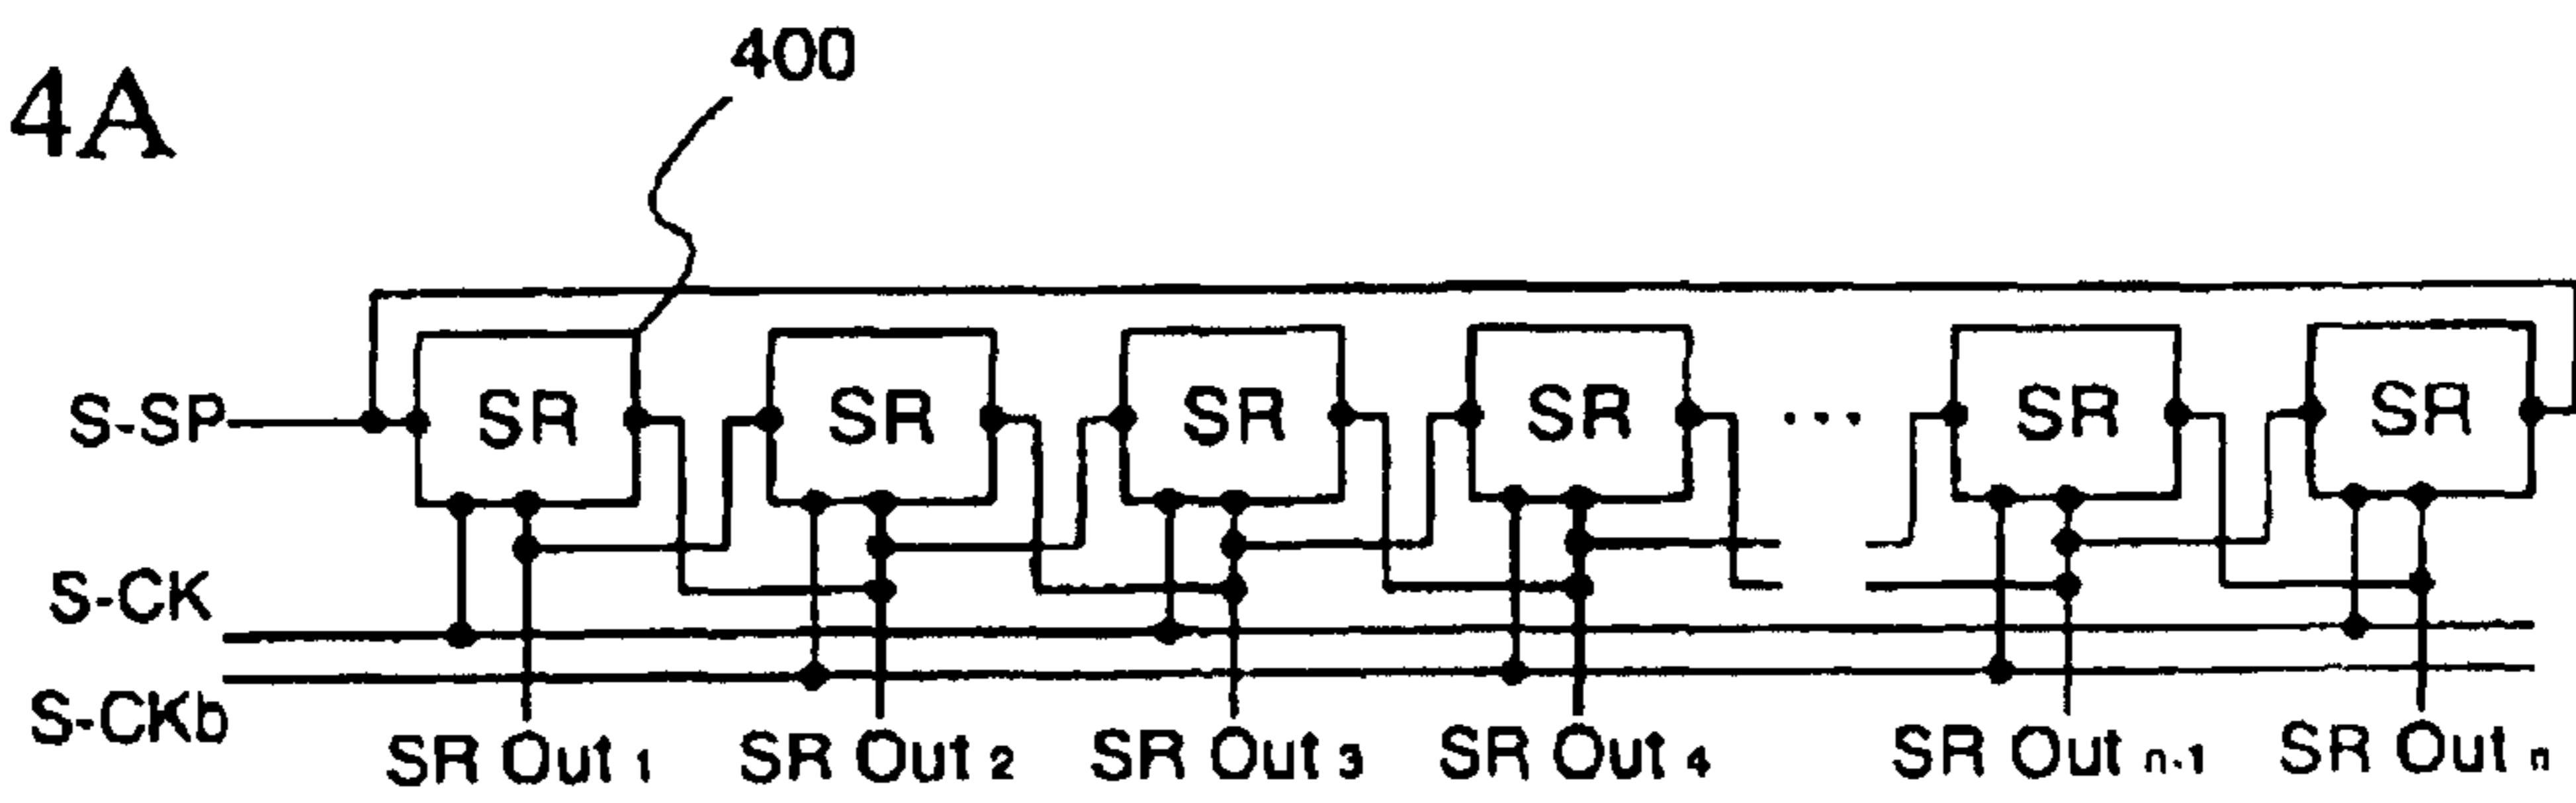 4A
400
S-SP
SR SR SR SR ... SR SR
S-CK
S-CKb
SR Out 1 SR Out 2 SR Out 3 SR Out 4 SR Out n-1 SR Out n